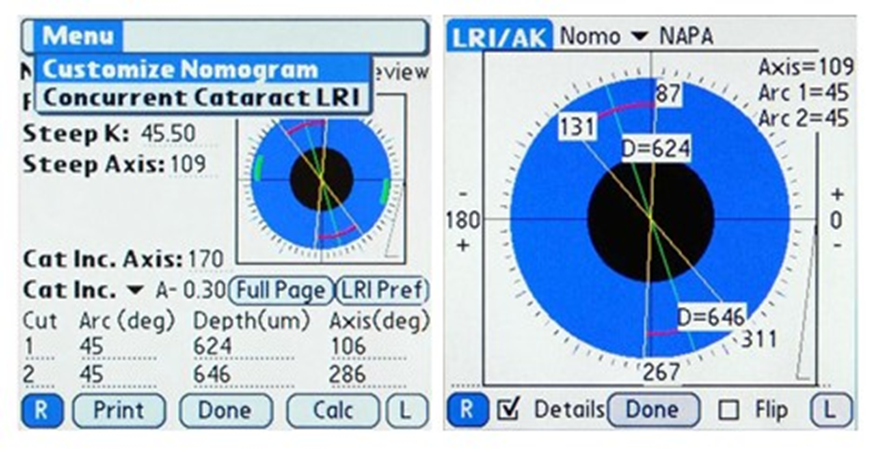 Menu
Customize Nomogram
Concurrent Cataract LRI
eview
Steep K: 45.50
Steep Axis: 109
Cat Inc. Axis: 170
Cat Inc. A- 0.30 Full Page LRI Pref
Cut Arc (deg) Depth(um) Axis(deg)
1 45 624 106
2 45 646 286
R Print Done Calc L
LRI/AK Nomo NAPA
Axis=109
Arc 1=45
Arc 2=45
87
131
D=624
- +
180 0
+ -
D=646
311
267
R Details Done Flip L